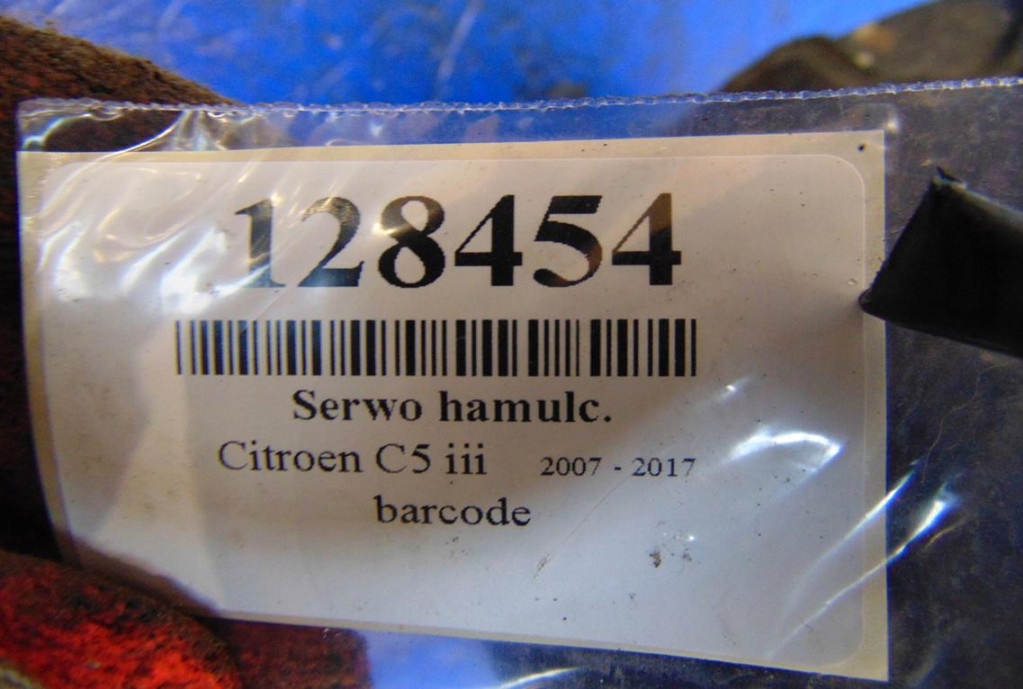 128454
Serwo hamulc.
Citroen C5 iii 2007 - 2017
barcode